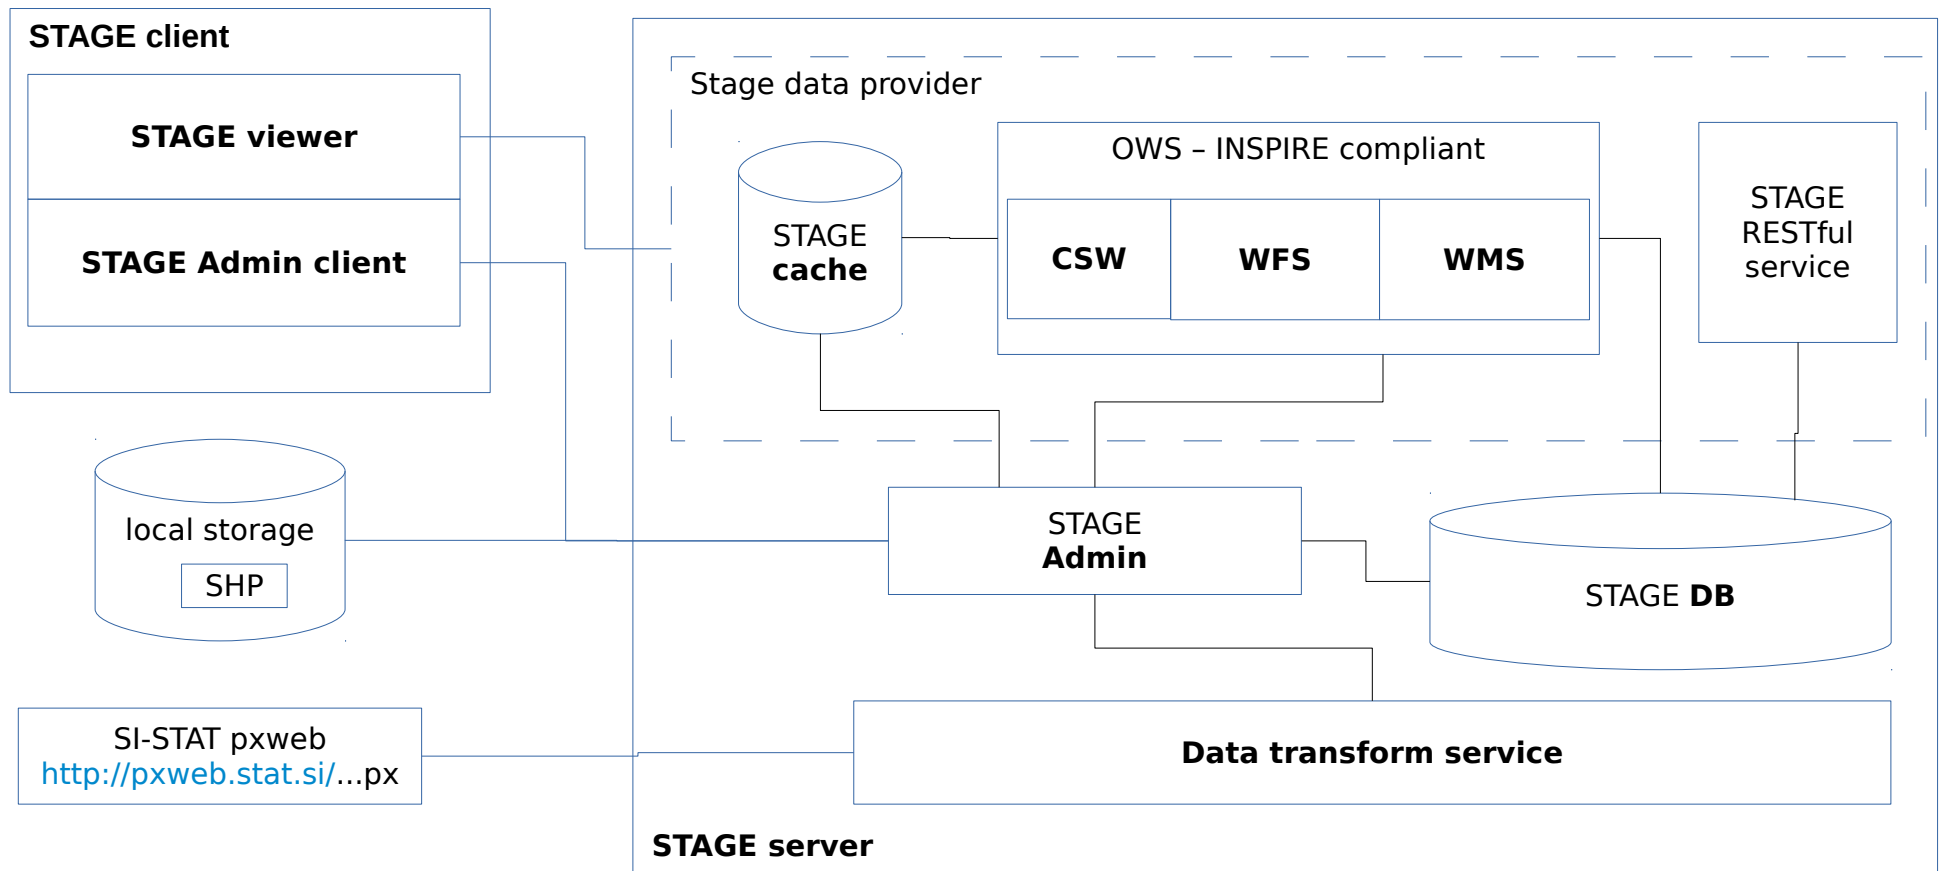 STAGE client
STAGE viewer
STAGE Admin client
local storage
SHP
SI-STAT pxweb
http://pxweb.stat.si/...px
Stage data provider
STAGE
cache
OWS – INSPIRE compliant
CSW
WFS
WMS
STAGE
RESTful
service
STAGE
Admin
STAGE DB
Data transform service
STAGE server